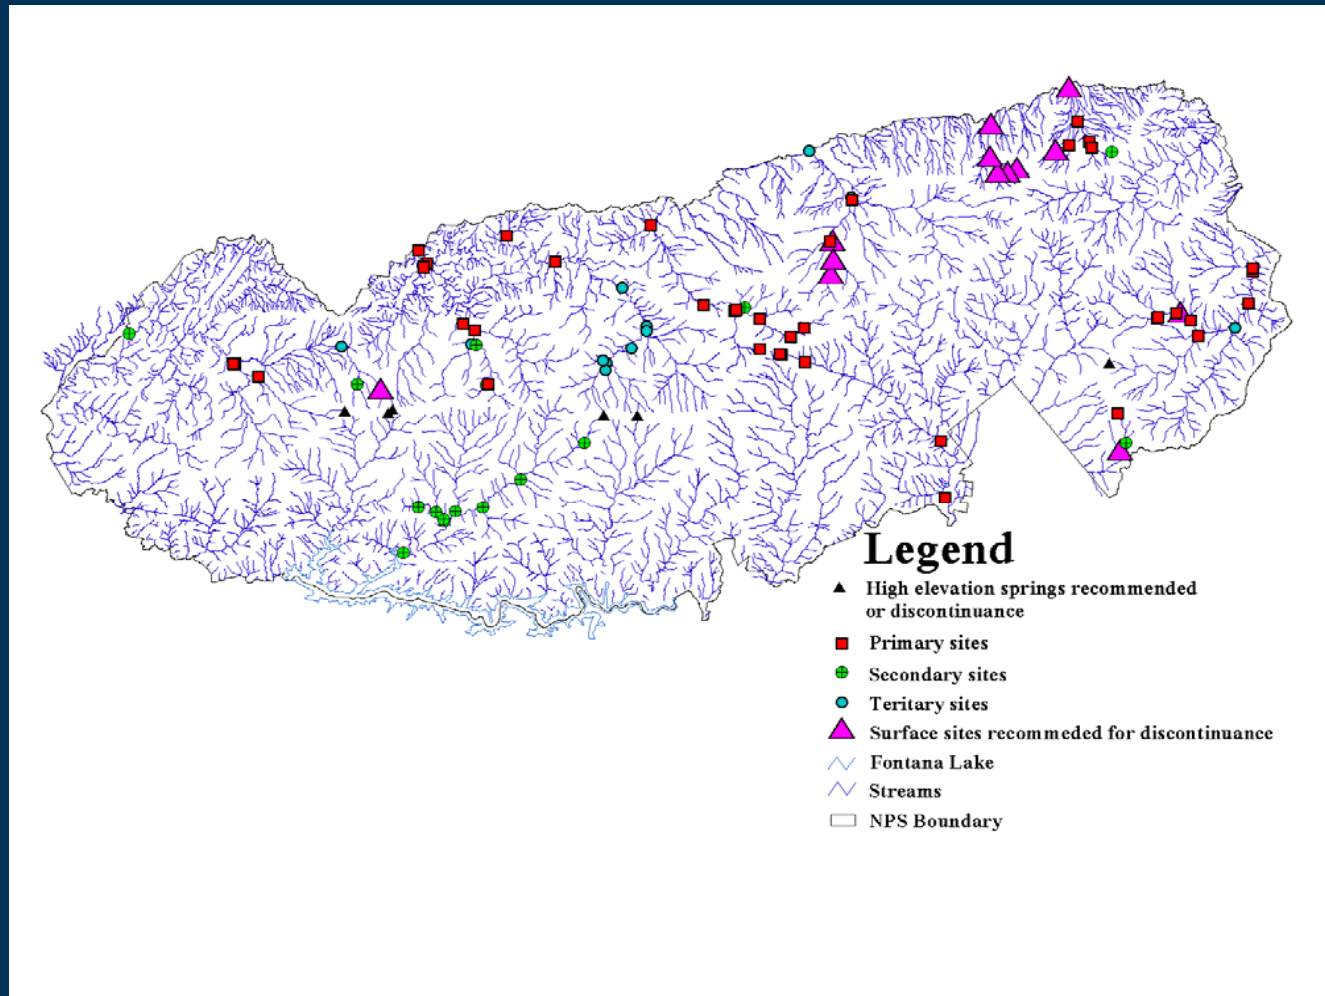 Legend
High elevation springs recommended
or discontinuance
Primary sites
Secondary sites
Teritary sites
Surface sites recommeded for discontinuance
Fontana Lake
Streams
NPS Boundary